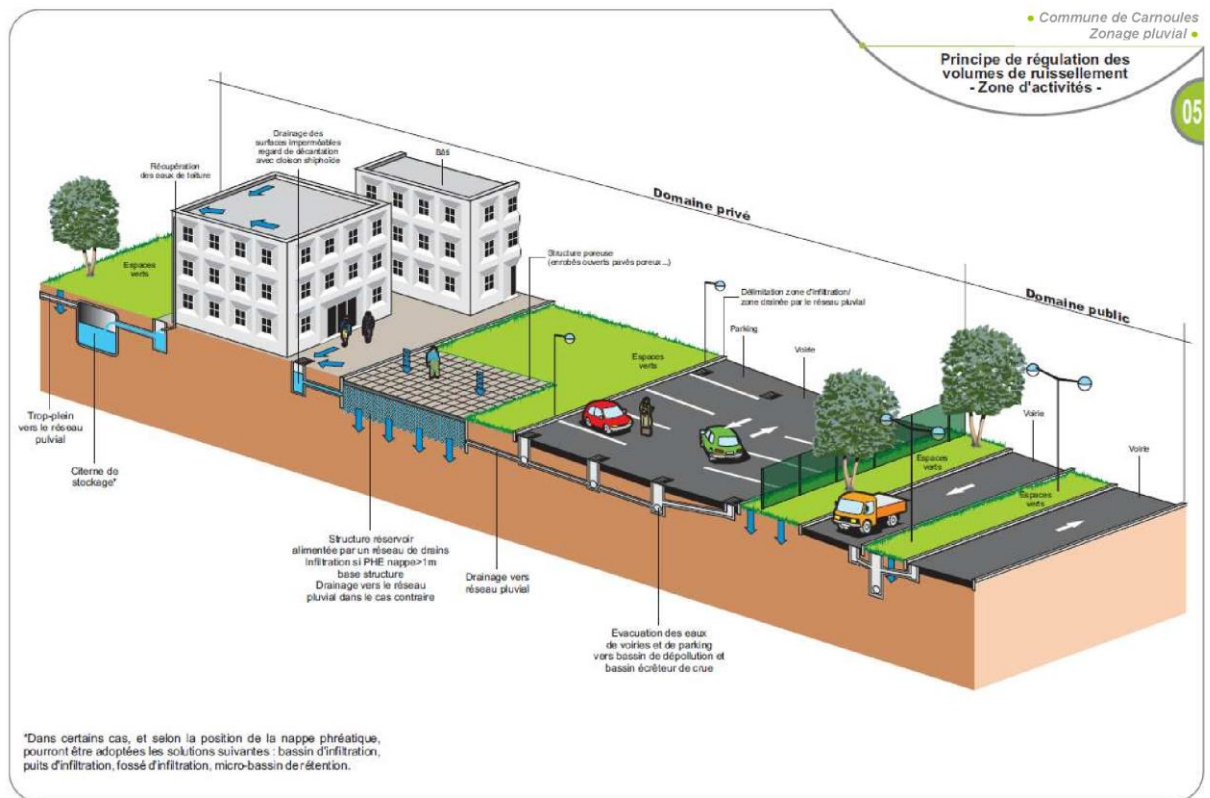 • Commune de Carnoules
Zonage pluvial •
Principe de régulation des
volumes de ruissellement
- Zone d'activités -
05
Drainage des
surfaces imperméables
regard de décantation
avec cloison shiphoïde
Récupération
des eaux de toiture
Bâs
Domaine privé
Structure poreuse
(enrobés ouverts pavés poreux...)
Espaces
verts
Délimitation zone d'infiltration/
zone drainée par le réseau pluvial
Domaine public
Parking
Voirie
Espaces
verts
Voirie
Voirie
Espaces
verts
Espaces
verts
Trop-plein
vers le réseau
pulvial
Citerne de
stockage*
Structure réservoir
alimentée par un réseau de drains
Infiltration si PHE nappe>1m
base structure
Drainage vers le réseau
pluvial dans le cas contraire
Drainage vers
réseau pluvial
Evacuation des eaux
de voiries et de parking
vers bassin de dépollution et
bassin écrêteur de crue
*Dans certains cas, et selon la position de la nappe phréatique,
pourront être adoptées les solutions suivantes : bassin d'infiltration,
puits d'infiltration, fossé d'infiltration, micro-bassin de rétention.